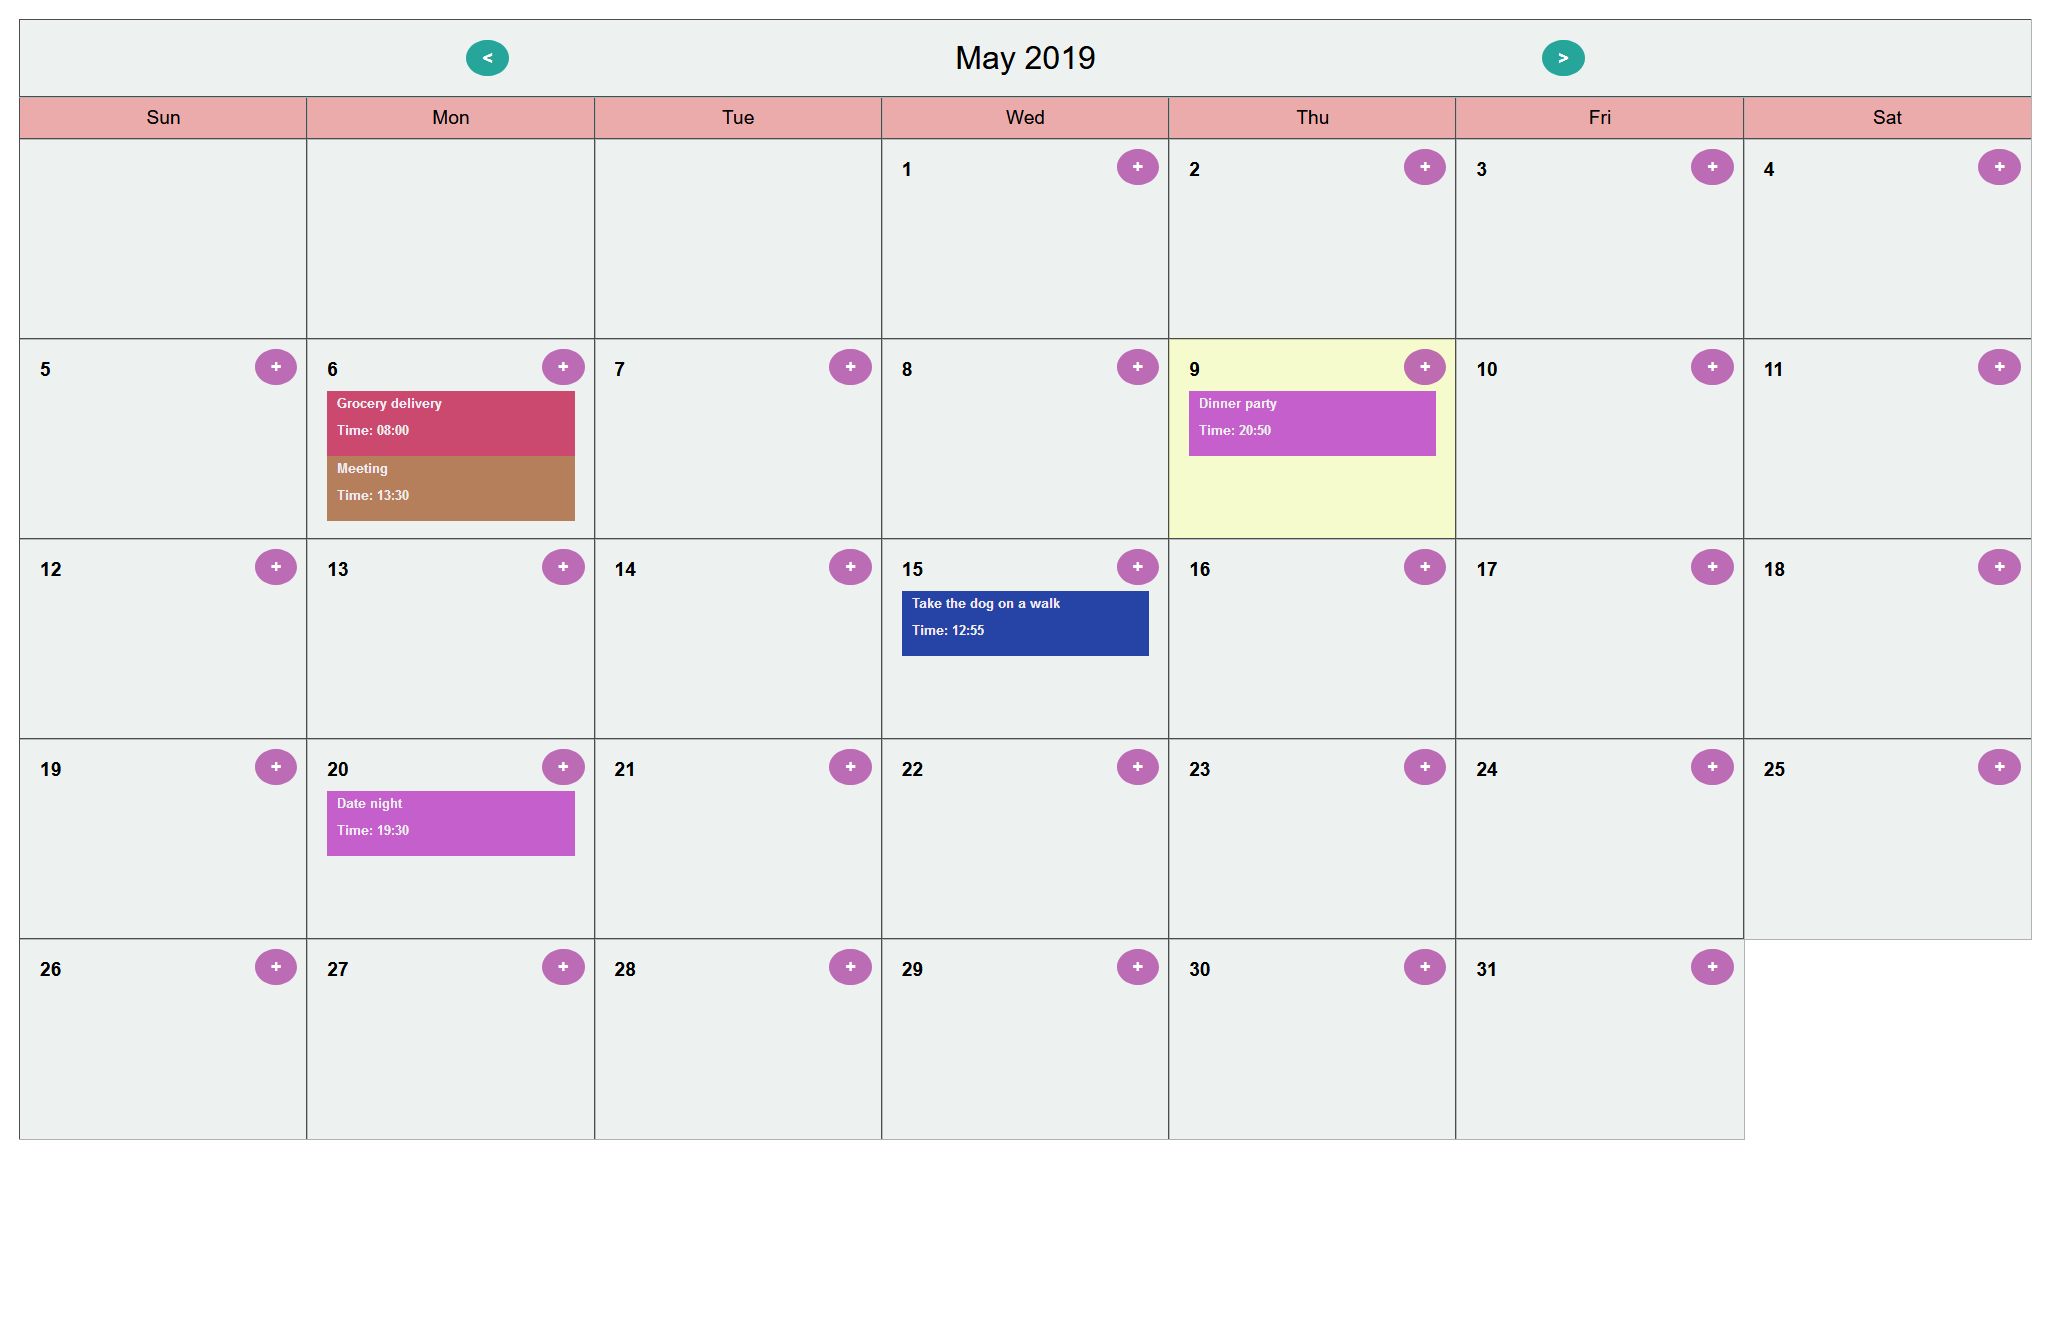 < May 2019 >
Sun Mon Tue Wed Thu Fri Sat
1 + 2 + 3 + 4 +
5 + 6 + 7 + 8 + 9 + 10 + 11 +
Grocery delivery Dinner party
Time: 08:00 Time: 20:50
Meeting
Time: 13:30
12 + 13 + 14 + 15 + 16 + 17 + 18 +
Take the dog on a walk
Time: 12:55
19 + 20 + 21 + 22 + 23 + 24 + 25 +
Date night
Time: 19:30
26 + 27 + 28 + 29 + 30 + 31 +